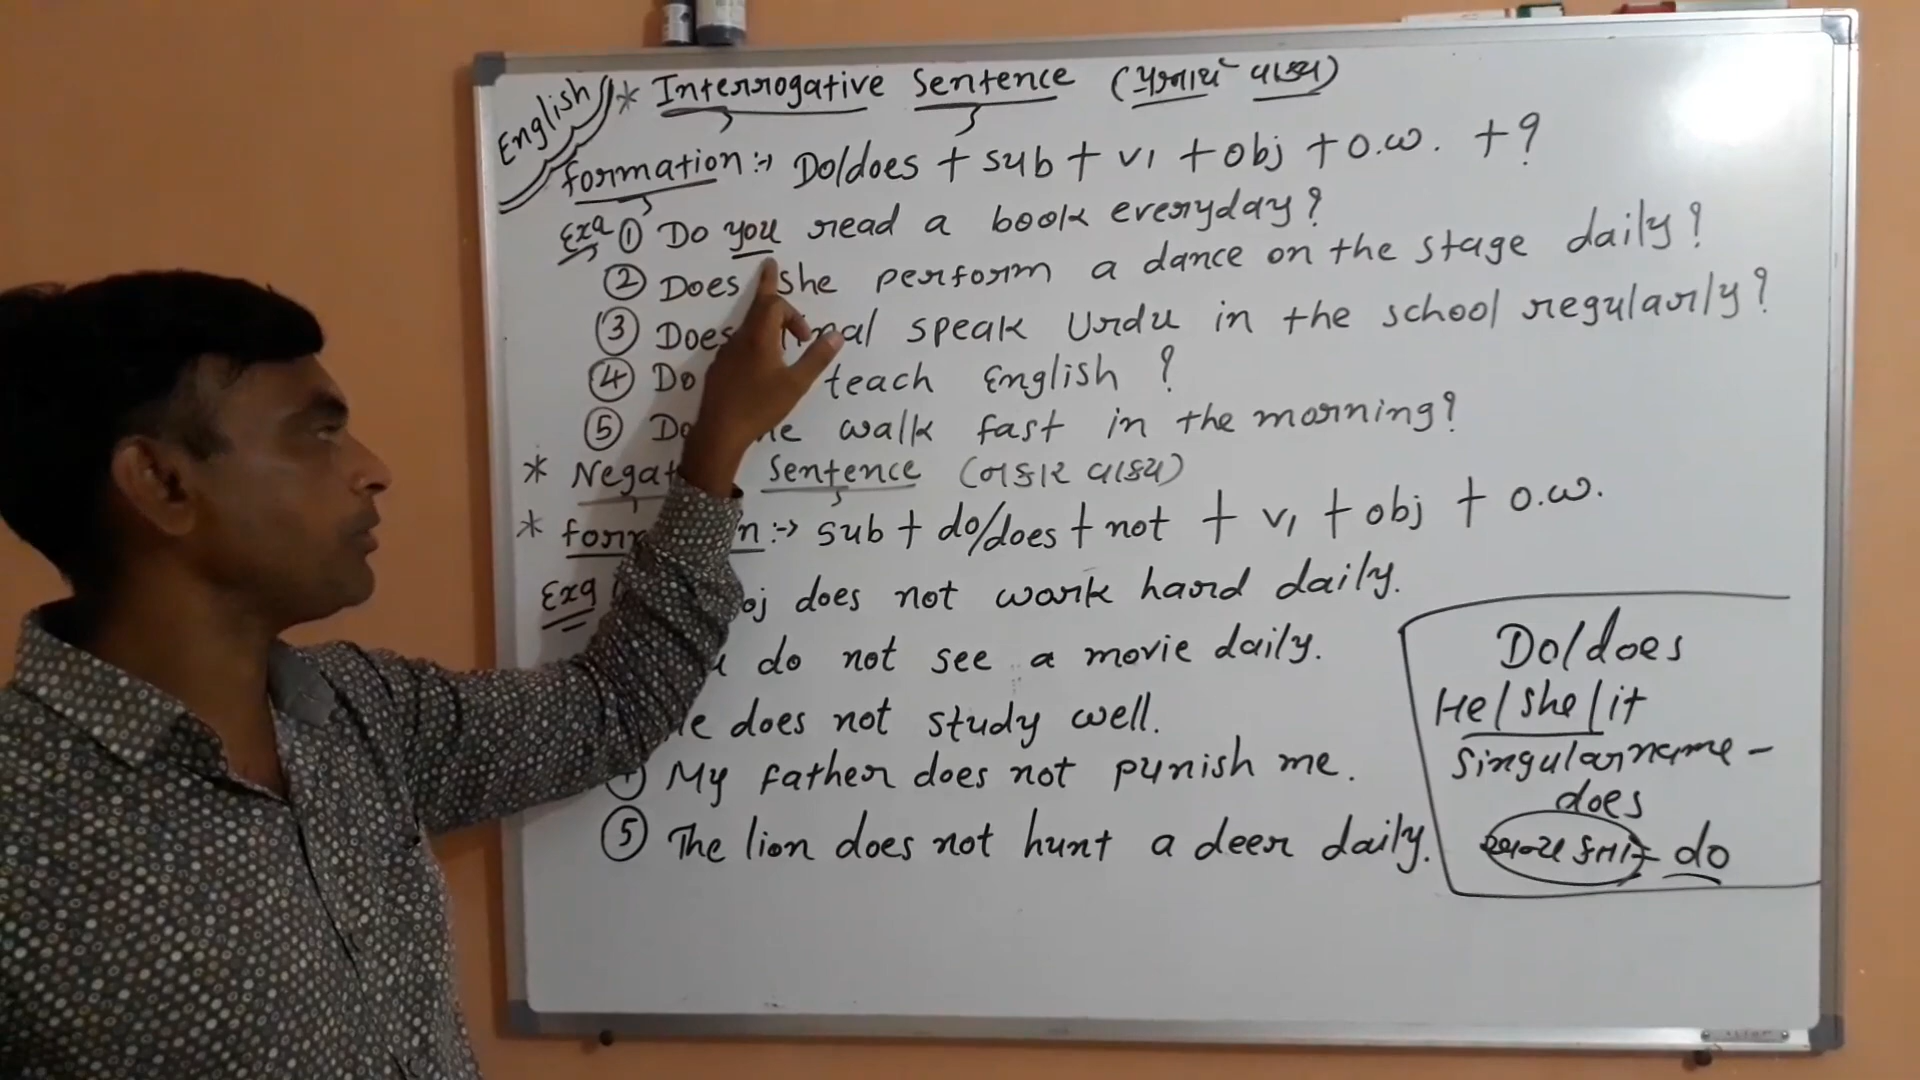 English
* Interrogative Sentence (પ્રશ્નાર્થ વાક્ય)
formation :→ Do/does + sub + v1 + obj + o.w. + ?
Exa ① Do you read a book everyday?
② Does she perform a dance on the stage daily?
③ Does speak Urdu in the school regularly?
④ Do teach English ?
⑤ walk fast in the morning?
* Sentence (નકાર વાક્ય)
* :→ sub + do/does + not + v1 + obj + o.w.
Exa does not work hard daily.
do not see a movie daily.
does not study well.
My father does not punish me.
⑤ The lion does not hunt a deer daily.
Do/does
He/she/it
Singular name -
does
- do